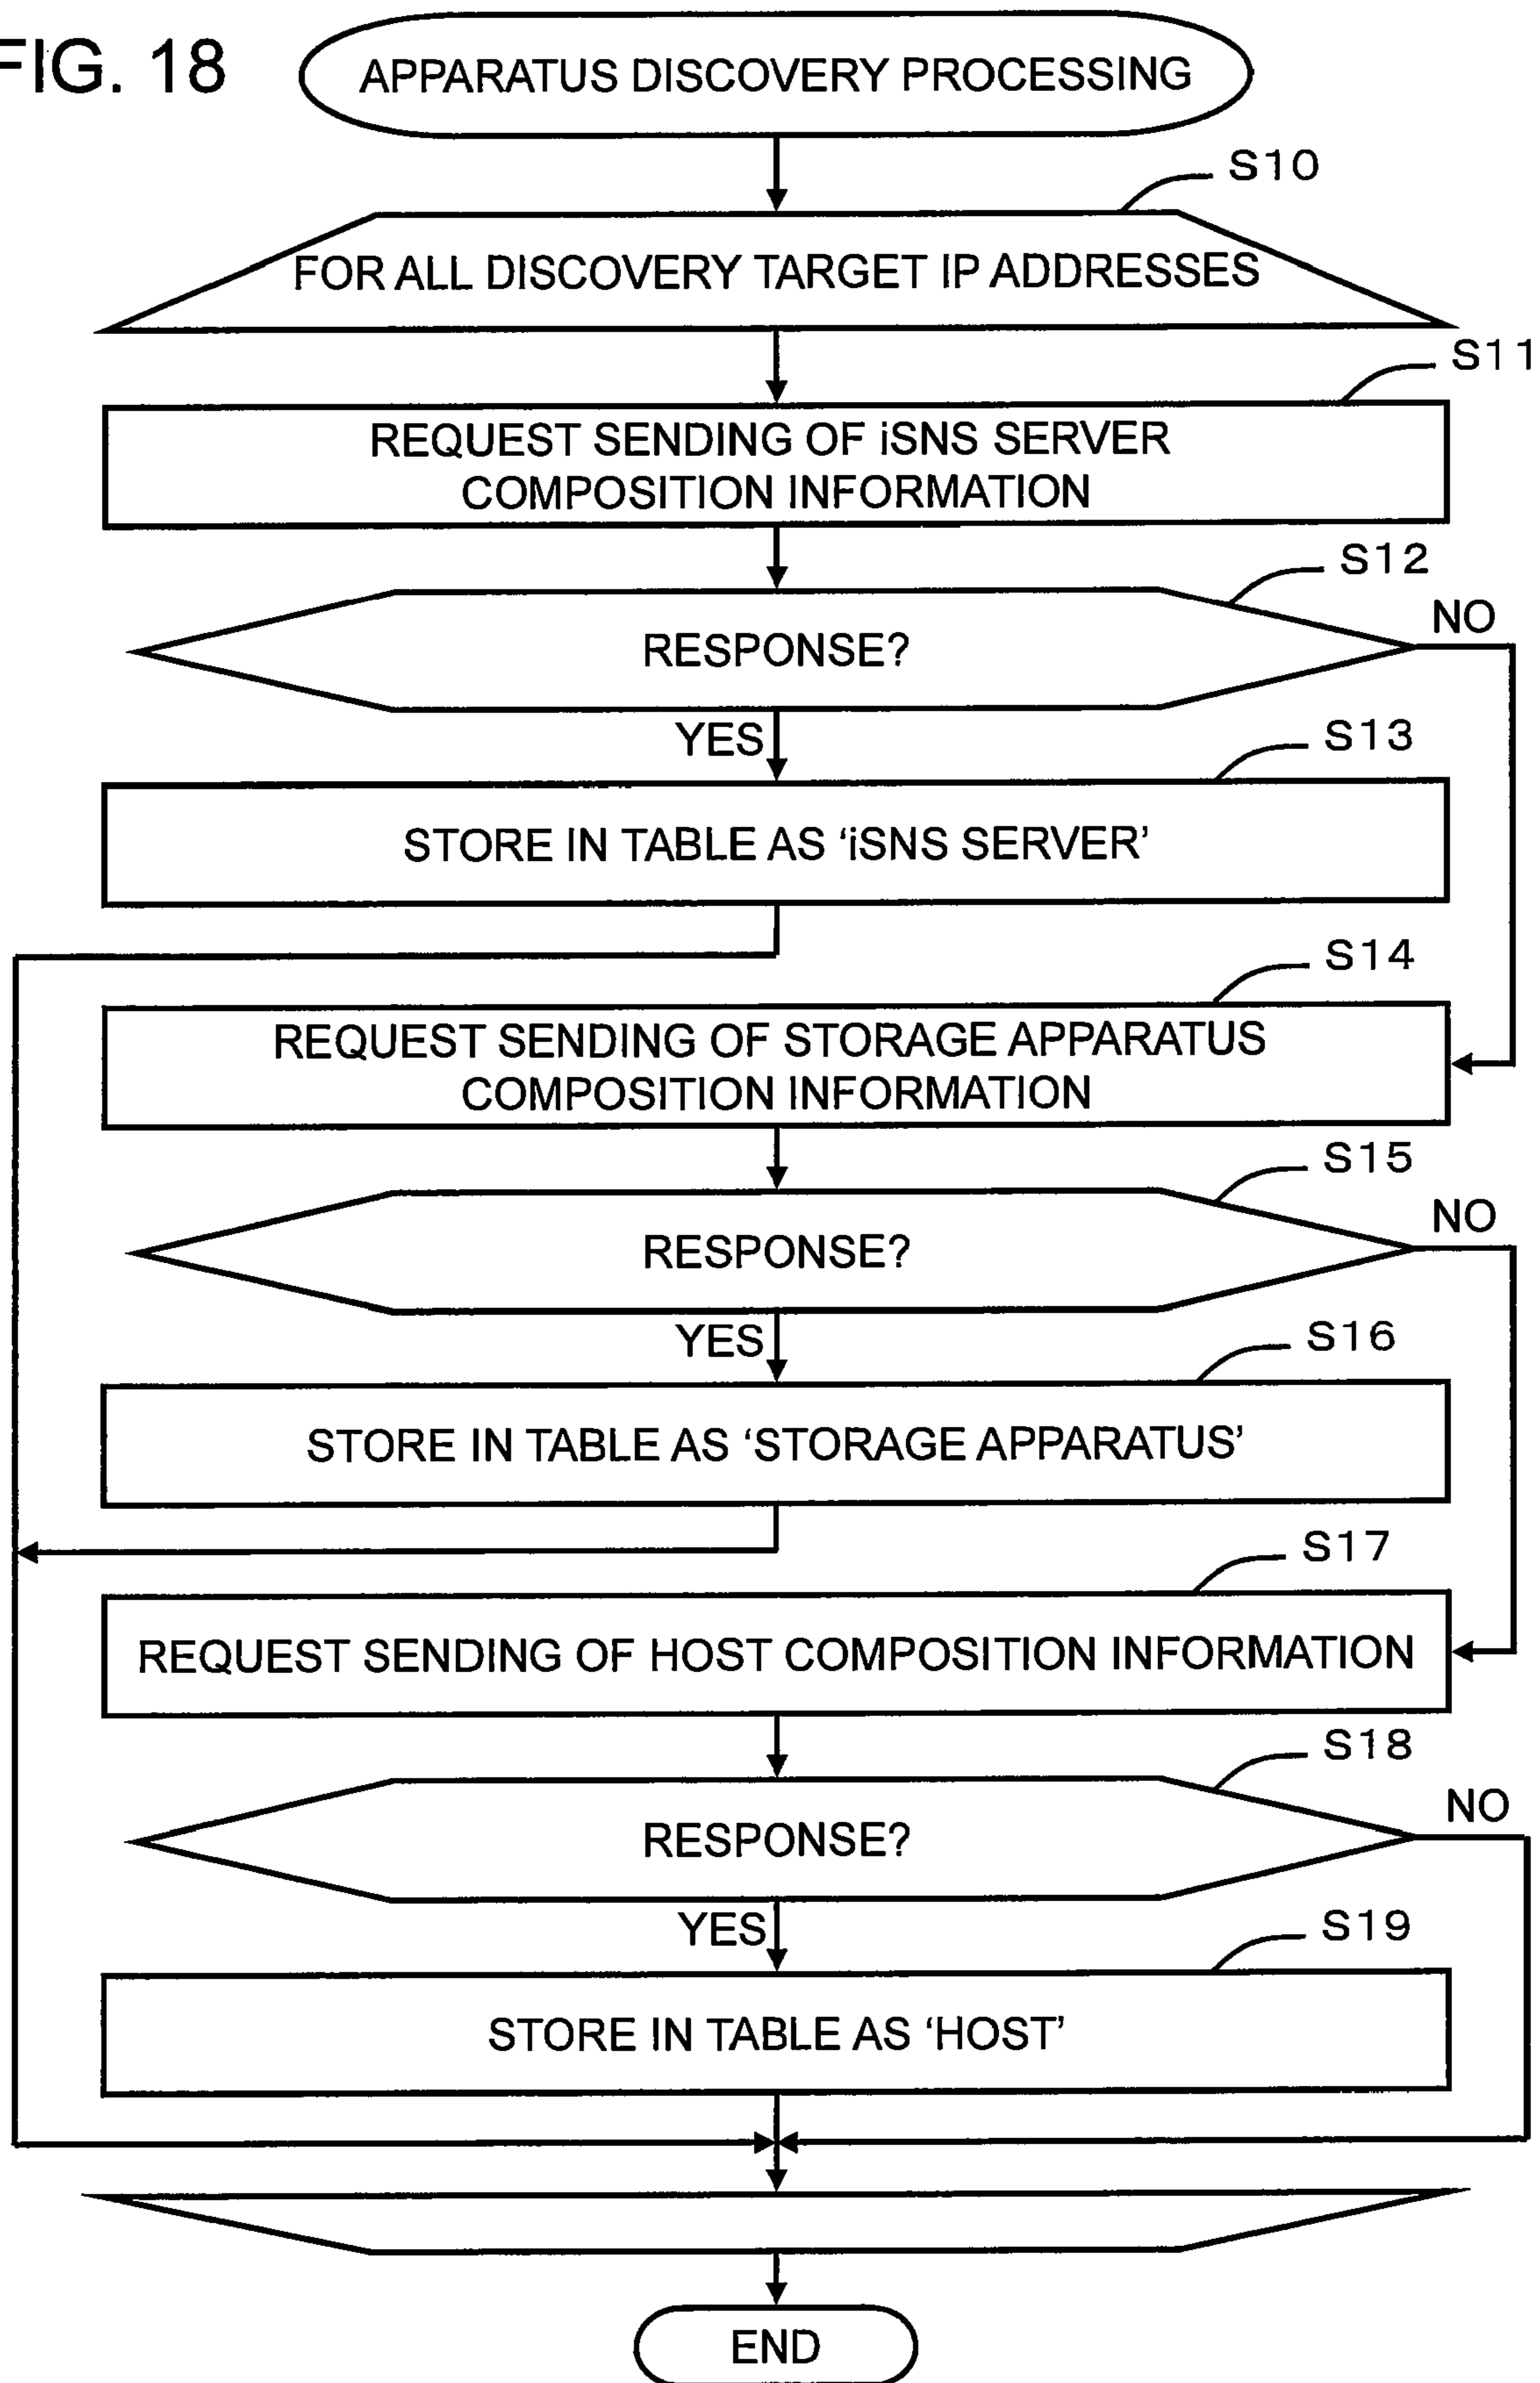 FIG. 18
APPARATUS DISCOVERY PROCESSING
S10
FOR ALL DISCOVERY TARGET IP ADDRESSES
S11
REQUEST SENDING OF iSNS SERVER
COMPOSITION INFORMATION
S12
RESPONSE?
NO
YES
S13
STORE IN TABLE AS ‘iSNS SERVER’
S14
REQUEST SENDING OF STORAGE APPARATUS
COMPOSITION INFORMATION
S15
RESPONSE?
NO
YES
S16
STORE IN TABLE AS ‘STORAGE APPARATUS’
S17
REQUEST SENDING OF HOST COMPOSITION INFORMATION
S18
RESPONSE?
NO
YES
S19
STORE IN TABLE AS ‘HOST’
END